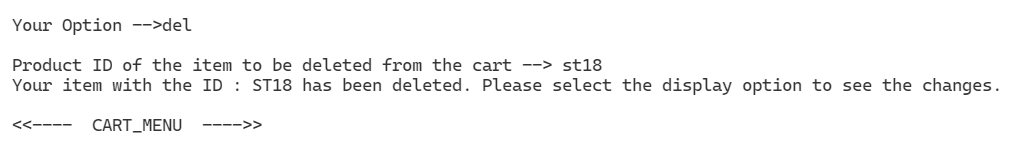 Your Option -->del
Product ID of the item to be deleted from the cart --> st18
Your item with the ID : ST18 has been deleted. Please select the display option to see the changes.
<<----  CART_MENU  ---->>